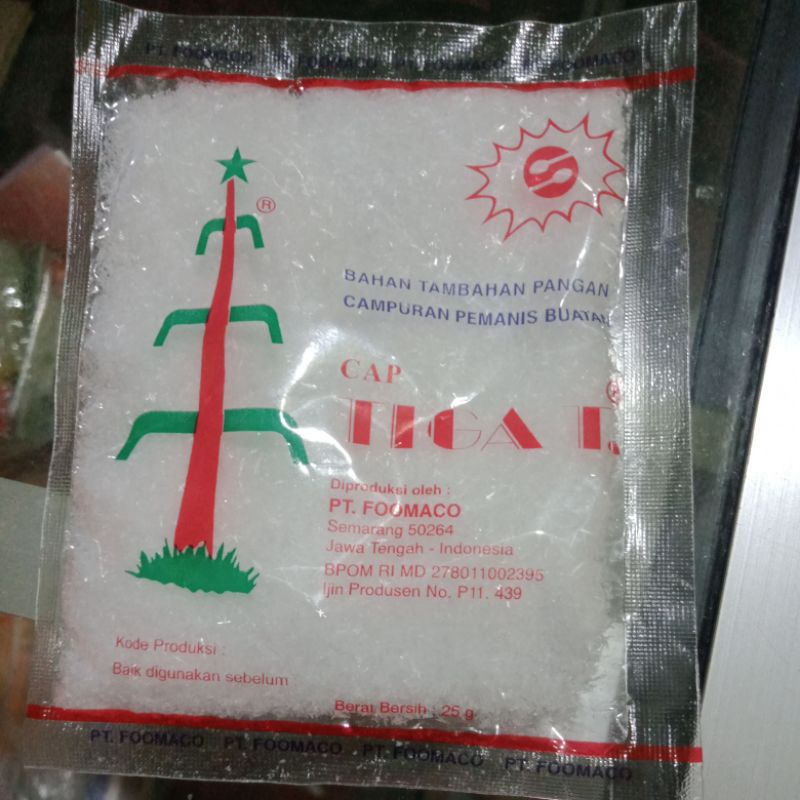 PT. FOOMACO PT. FOOMACO PT. FOOMACO PT. FOOMACO
®
S
BAHAN TAMBAHAN PANGAN
CAMPURAN PEMANIS BUATAN
CAP
TIGA T.®
Diproduksi oleh :
PT. FOOMACO
Semarang 50264
Jawa Tengah - Indonesia
BPOM RI MD 278011002395
Ijin Produsen No. P11. 439
Kode Produksi :
Baik digunakan sebelum :
Berat Bersih : 25 g
PT. FOOMACO PT. FOOMACO PT. FOOMACO PT. FOOMACO